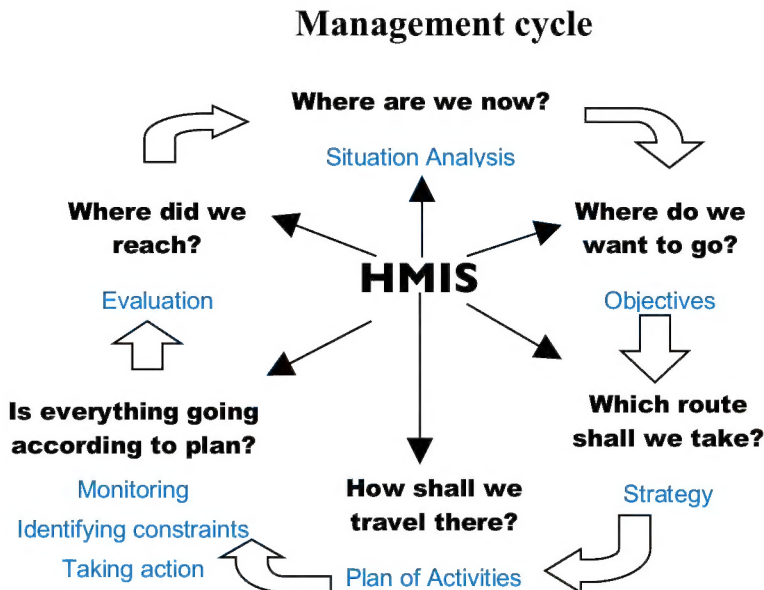 Management cycle
Where are we now?
Situation Analysis
Where do we
want to go?
Objectives
Which route
shall we take?
Strategy
How shall we
travel there?
Plan of Activities
Is everything going
according to plan?
Monitoring
Identifying constraints
Taking action
Where did we
reach?
Evaluation
HMIS